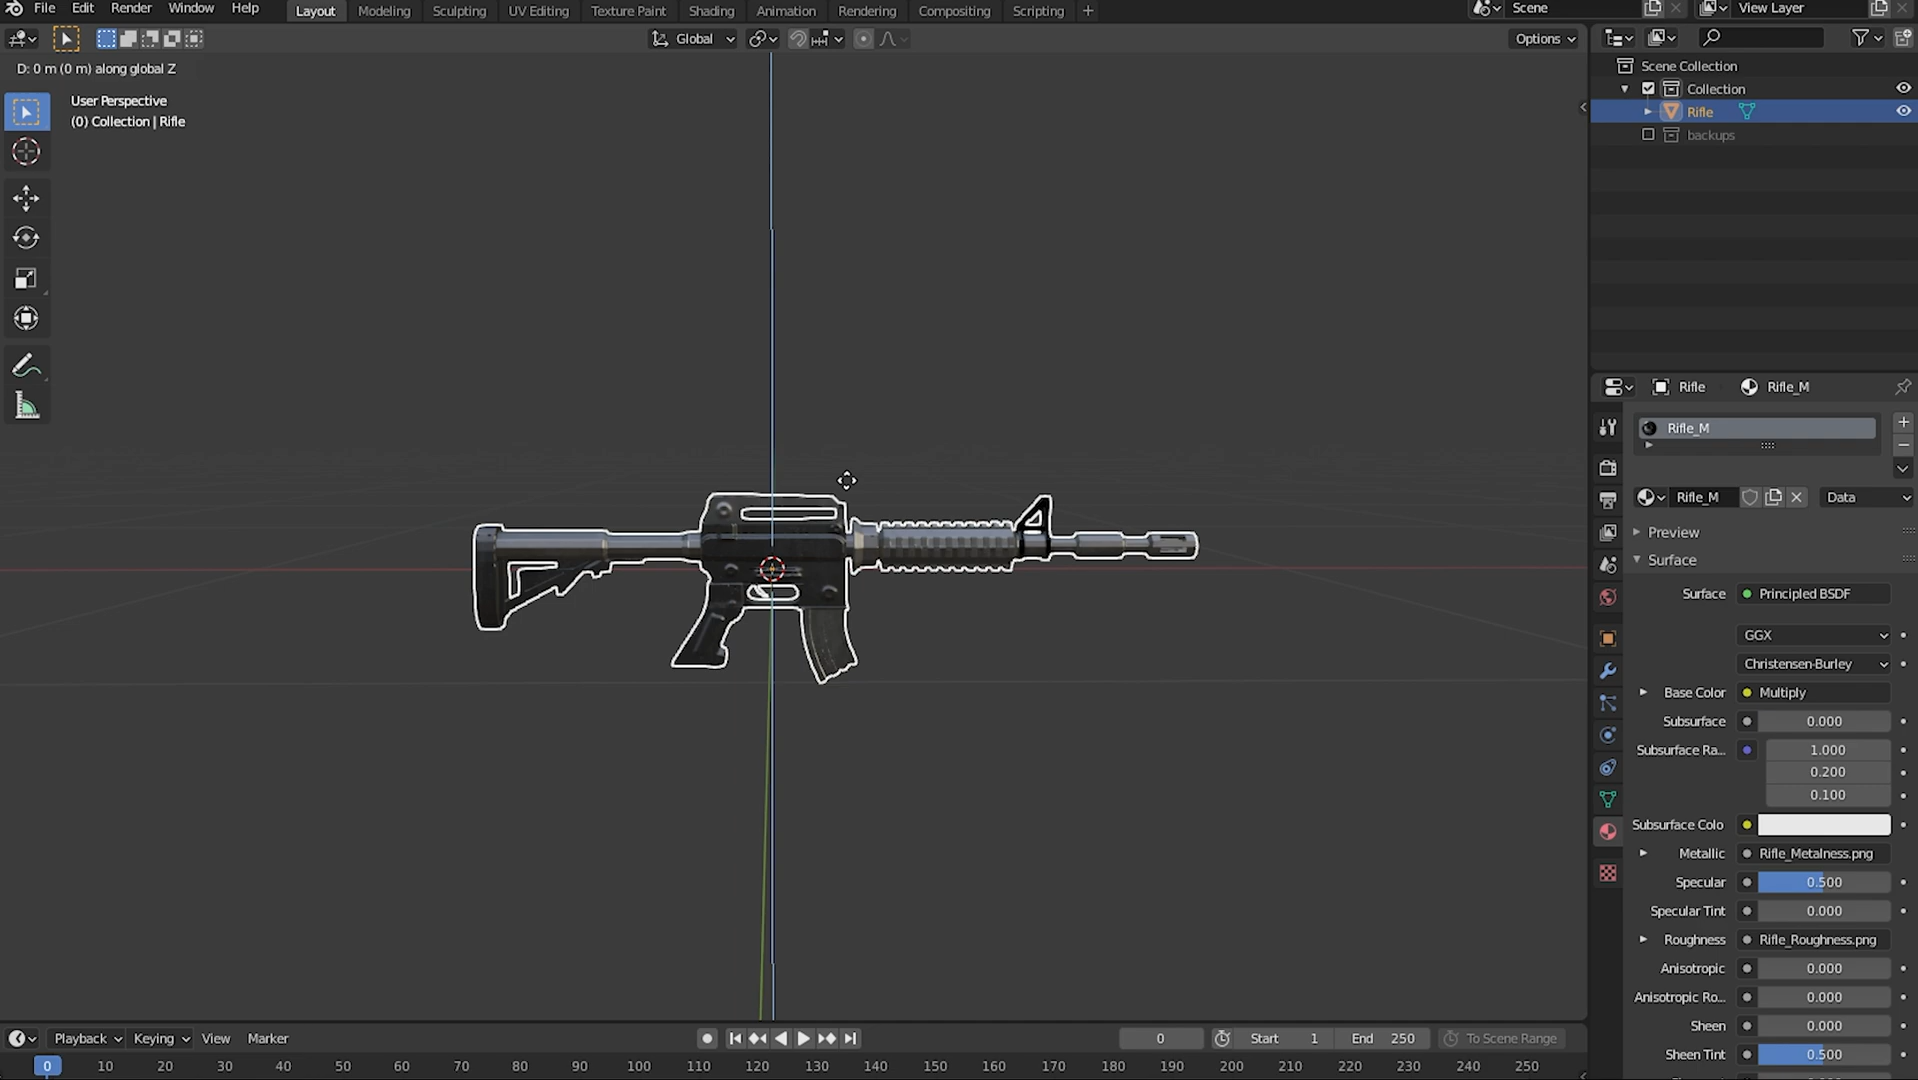 File Edit Render Window Help Layout Modeling Sculpting UV Editing Texture Paint Shading Animation Rendering Compositing Scripting + Scene View Layer
Global Options
D: 0 m (0 m) along global Z
User Perspective
(0) Collection | Rifle
Scene Collection
Collection
Rifle
backups
Rifle Rifle_M
Rifle_M
Rifle_M Data
Preview
Surface
Surface Principled BSDF
GGX
Christensen-Burley
Base Color Multiply
Subsurface 0.000
Subsurface Ra... 1.000
0.200
0.100
Subsurface Colo
Metallic Rifle_Metalness.png
Specular 0.500
Specular Tint 0.000
Roughness Rifle_Roughness.png
Anisotropic 0.000
Anisotropic Ro... 0.000
Sheen 0.000
Sheen Tint 0.500
Playback Keying View Marker 0 Start 1 End 250 To Scene Range
0 10 20 30 40 50 60 70 80 90 100 110 120 130 140 150 160 170 180 190 200 210 220 230 240 250